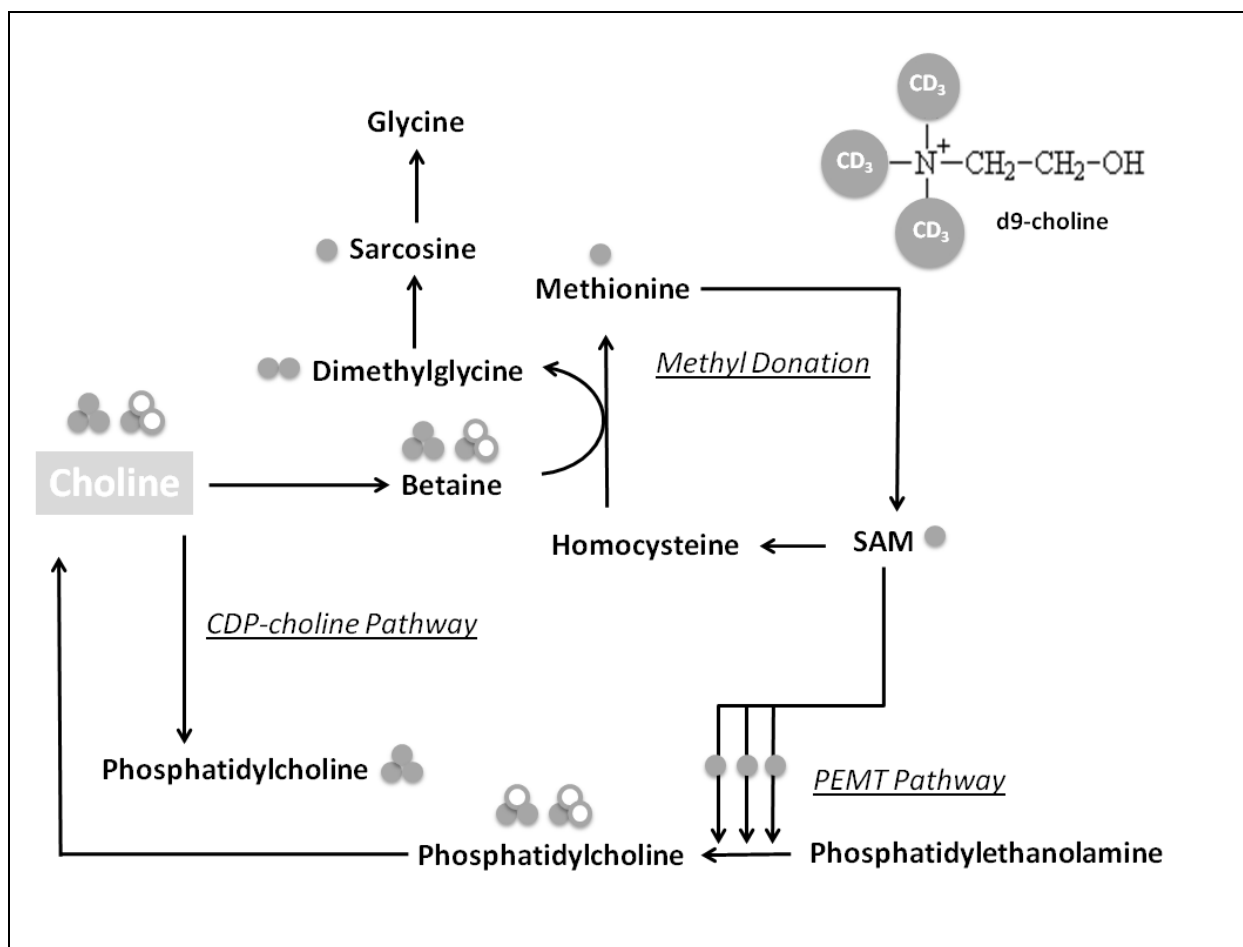 CD3
CD3
N+-CH2-CH2-OH
CD3
d9-choline
Glycine
Sarcosine
Methionine
Dimethylglycine
Methyl Donation
Choline
Betaine
Homocysteine
SAM
CDP-choline Pathway
Phosphatidylcholine
PEMT Pathway
Phosphatidylcholine
Phosphatidylethanolamine